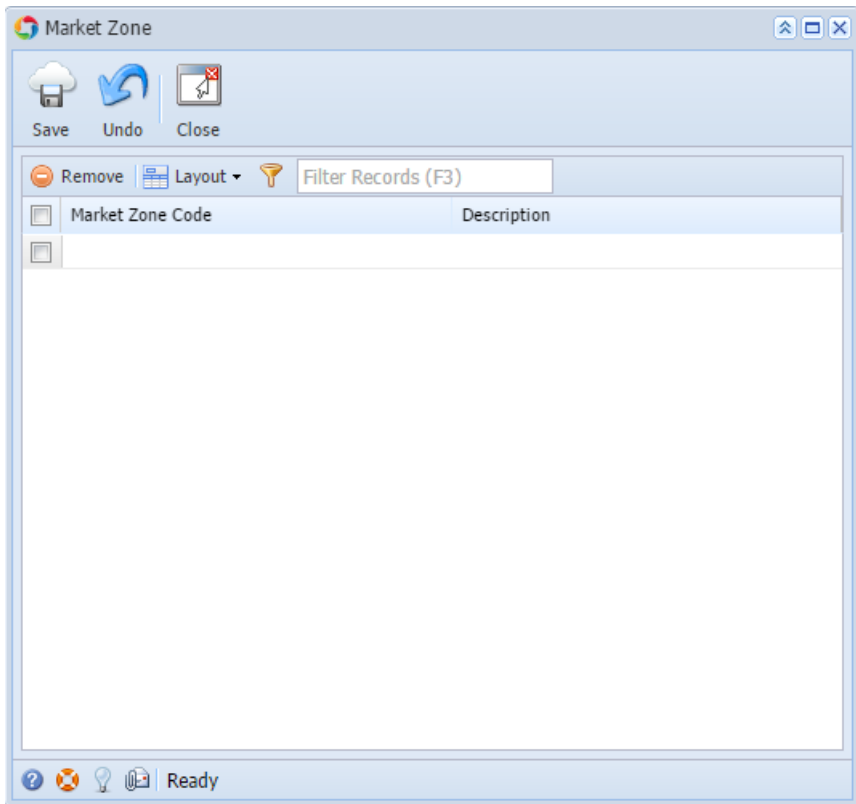 Market Zone
Save Undo Close
Remove Layout Filter Records (F3)
Market Zone Code Description
Ready